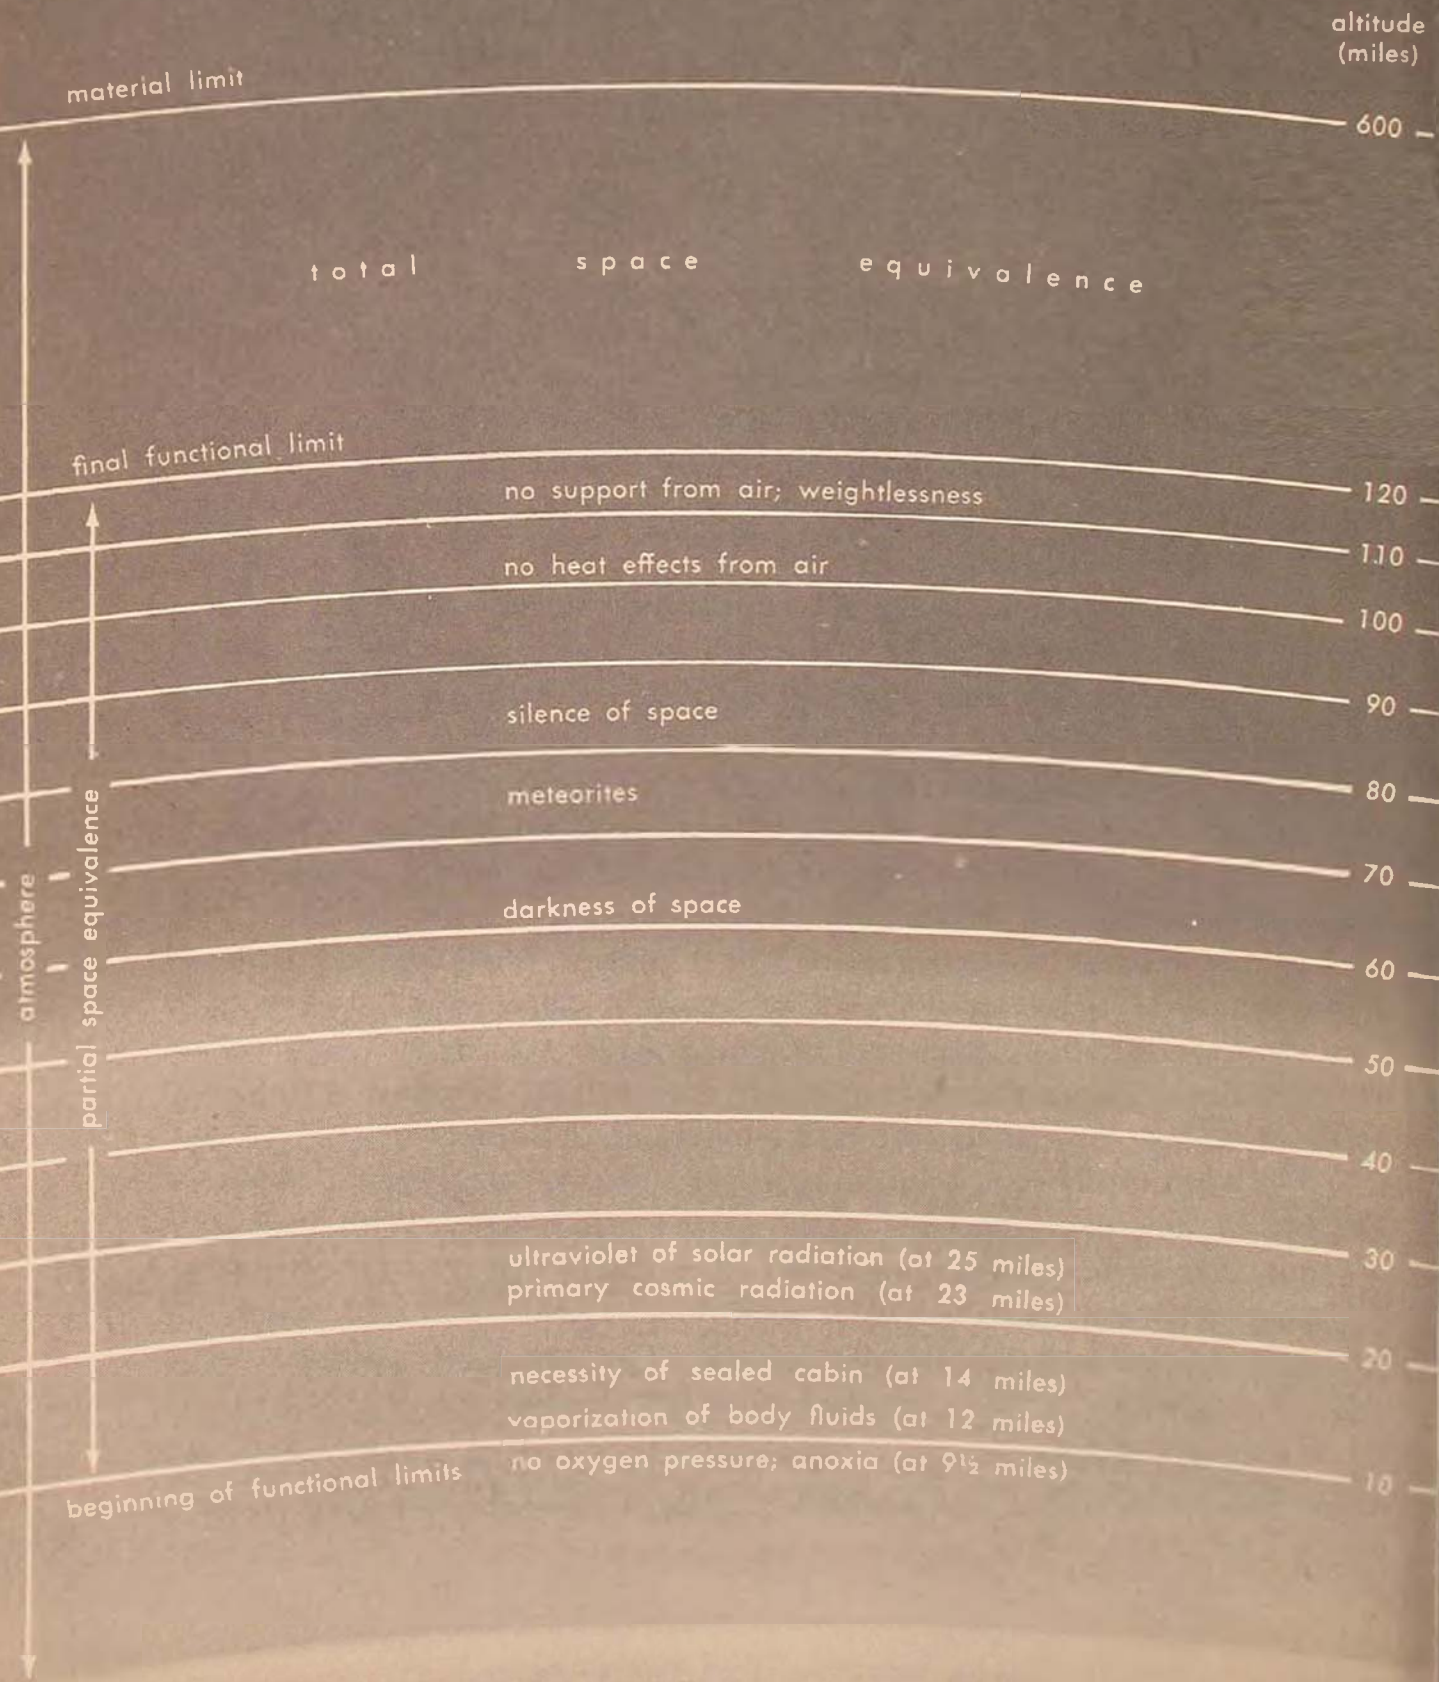 altitude
(miles)
material limit
600
total space equivalence
final functional limit
120
no support from air; weightlessness
110
no heat effects from air
100
90
silence of space
80
meteorites
70
darkness of space
60
50
40
30
atmosphere
partial space equivalence
ultraviolet of solar radiation (at 25 miles)
primary cosmic radiation (at 23 miles)
20
necessity of sealed cabin (at 14 miles)
vaporization of body fluids (at 12 miles)
no oxygen pressure; anoxia (at 9½ miles)
10
beginning of functional limits